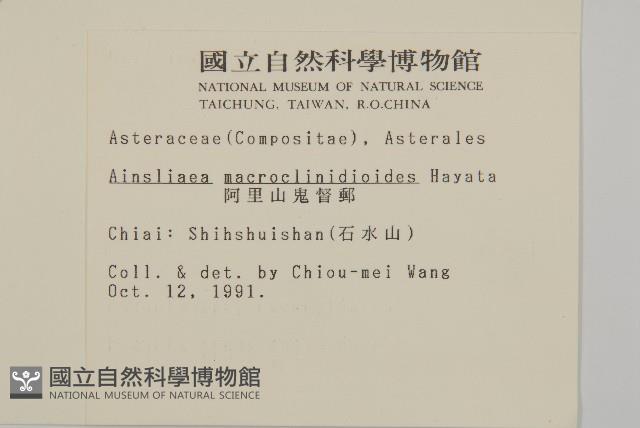 國立自然科學博物館
NATIONAL MUSEUM OF NATURAL SCIENCE
TAICHUNG, TAIWAN, R.O.CHINA
Asteraceae(Compositae), Asterales
Ainsliaea macroclinidioides Hayata
阿里山鬼督郵
Chiai: Shihshuishan(石水山)
Coll. & det. by Chiou-mei Wang
Oct. 12, 1991.
國立自然科學博物館
NATIONAL MUSEUM OF NATURAL SCIENCE